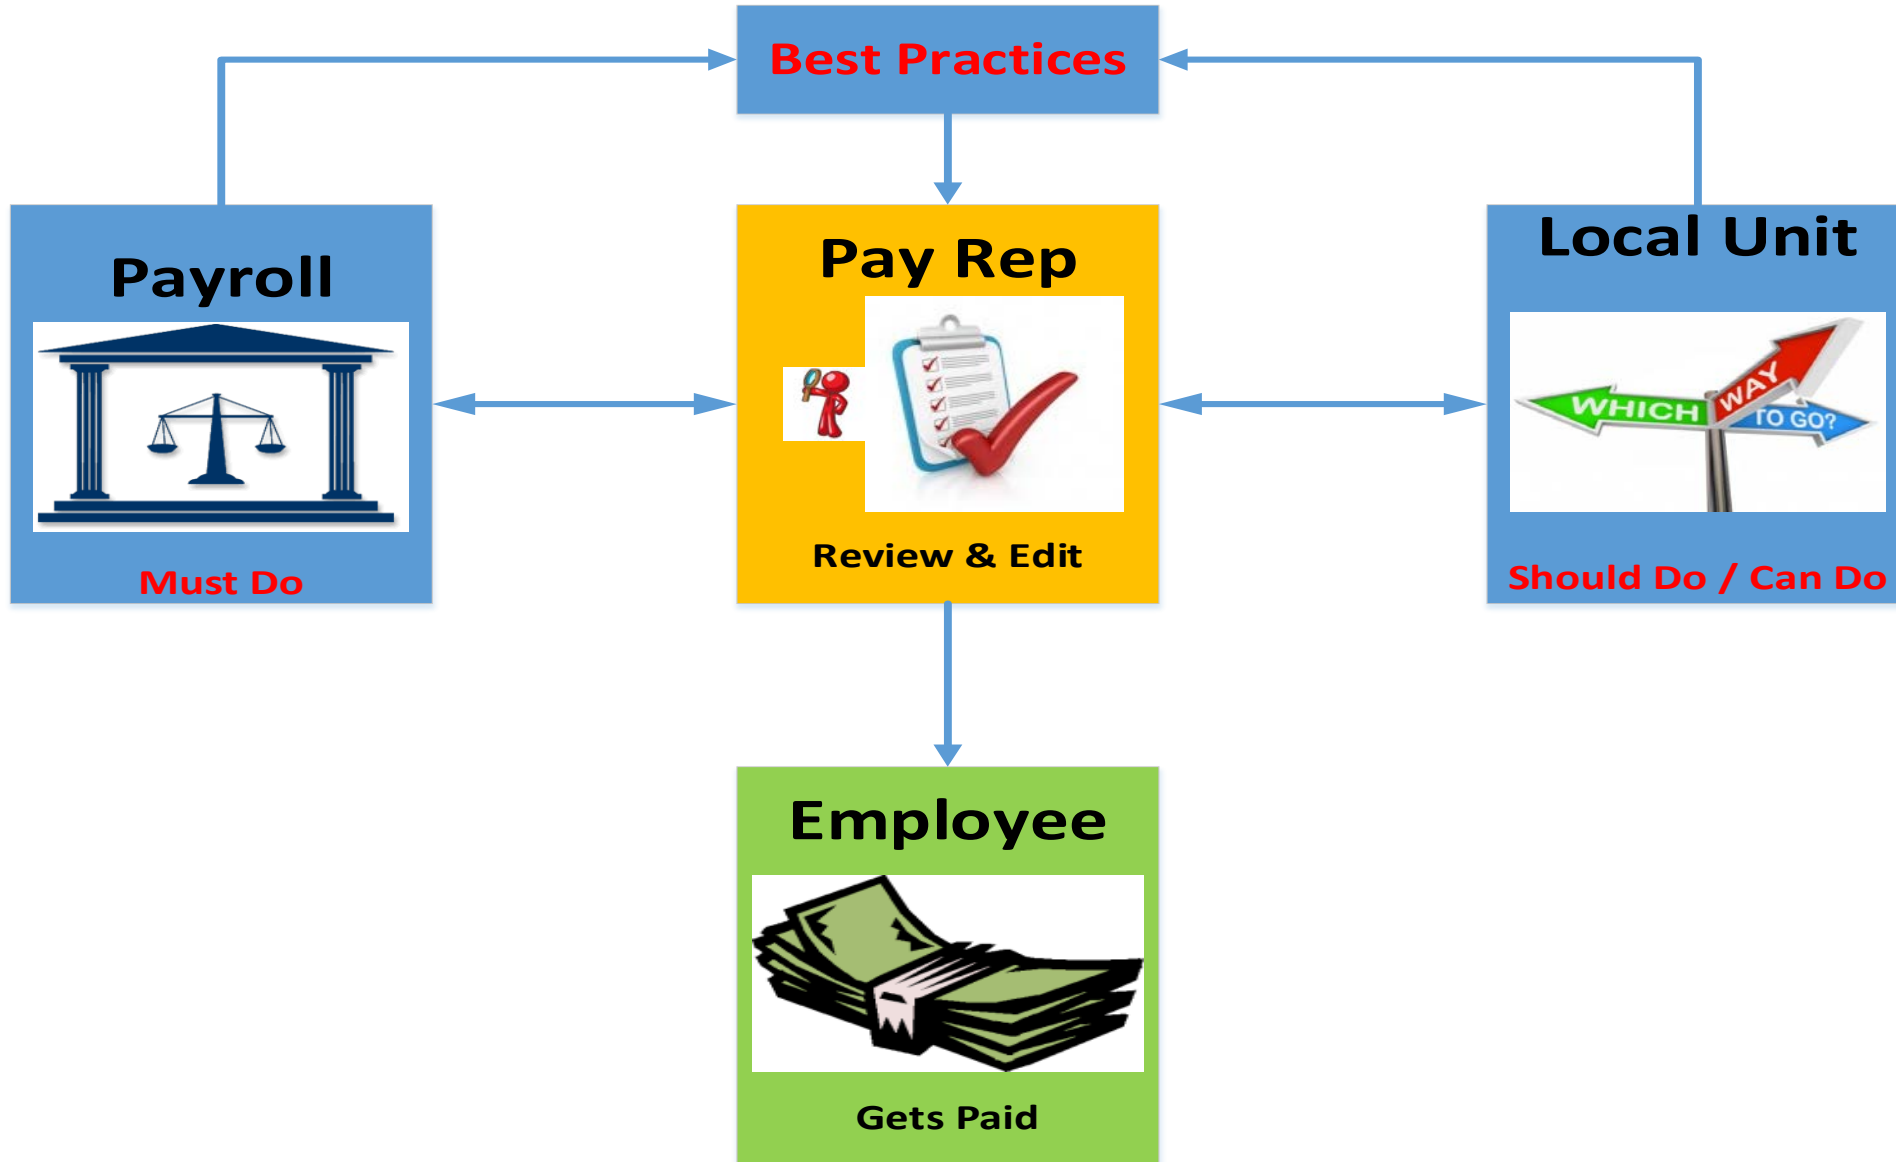 Best Practices
Payroll
Must Do
Pay Rep
Review & Edit
Local Unit
WHICH
WAY
TO GO?
Should Do / Can Do
Employee
Gets Paid